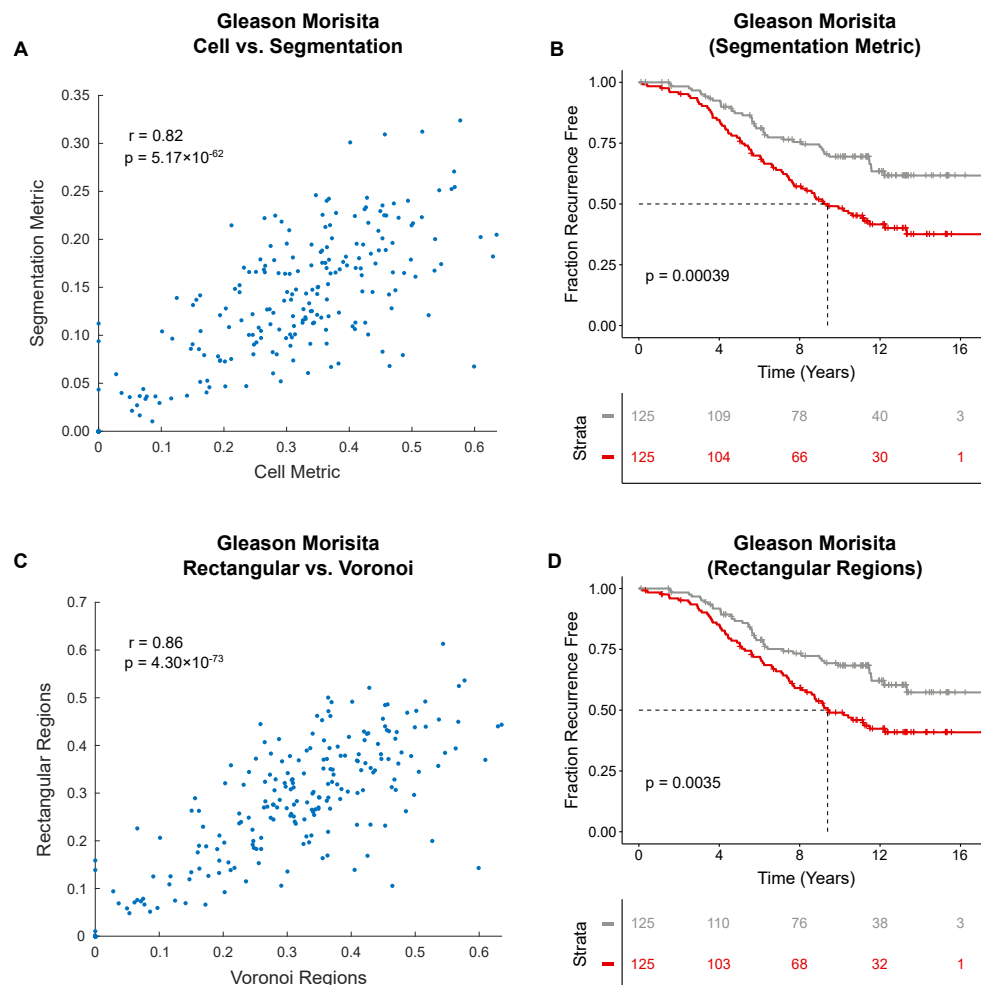 A
Gleason Morisita
Cell vs. Segmentation
r = 0.82
p = 5.17×10⁻⁶²
Segmentation Metric
0.35
0.30
0.25
0.20
0.15
0.10
0.05
0.00
0 0.1 0.2 0.3 0.4 0.5 0.6
Cell Metric
B
Gleason Morisita
(Segmentation Metric)
Fraction Recurrence Free
1.00
0.75
0.50
0.25
0.00
p = 0.00039
0 4 8 12 16
Time (Years)
Strata
125 109 78 40 3
125 104 66 30 1
C
Gleason Morisita
Rectangular vs. Voronoi
r = 0.86
p = 4.30×10⁻⁷³
Rectangular Regions
0.7
0.6
0.5
0.4
0.3
0.2
0.1
0
0 0.1 0.2 0.3 0.4 0.5 0.6
Voronoi Regions
D
Gleason Morisita
(Rectangular Regions)
Fraction Recurrence Free
1.00
0.75
0.50
0.25
0.00
p = 0.0035
0 4 8 12 16
Time (Years)
Strata
125 110 76 38 3
125 103 68 32 1